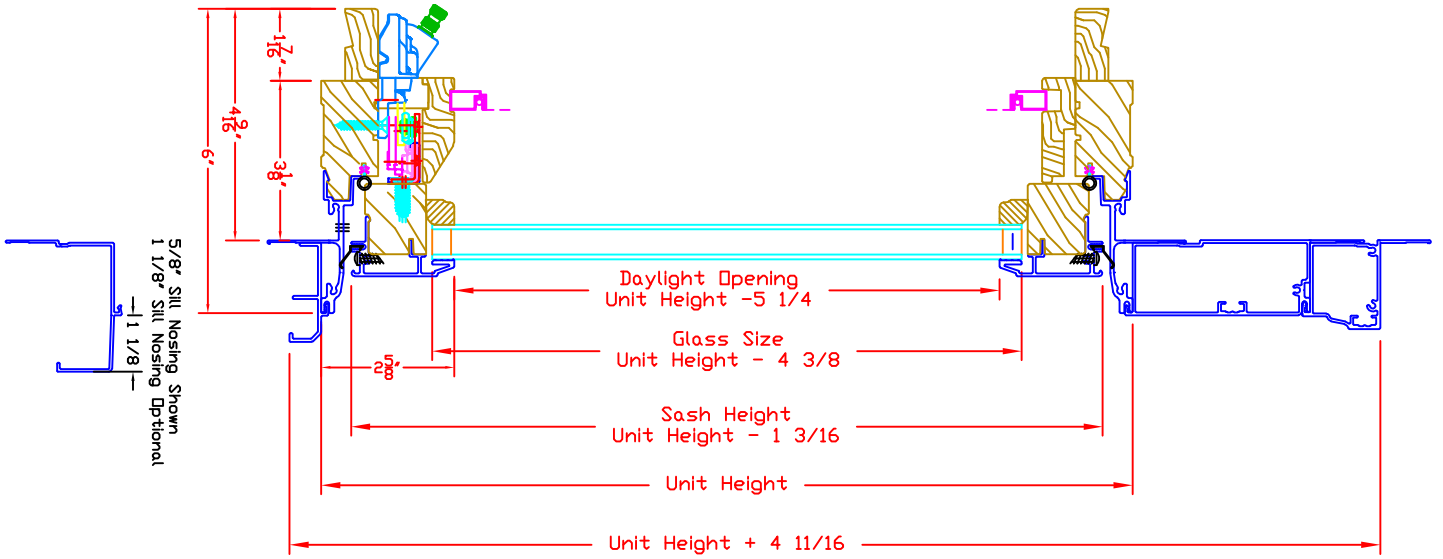 1 7/16"
4 9/16"
3 1/8"
6"
5/8" Sill Nosing Shown
1 1/8" Sill Nosing Optional
1 1/8
2 5/8"
Daylight Opening
Unit Height -5 1/4
Glass Size
Unit Height - 4 3/8
Sash Height
Unit Height - 1 3/16
Unit Height
Unit Height + 4 11/16